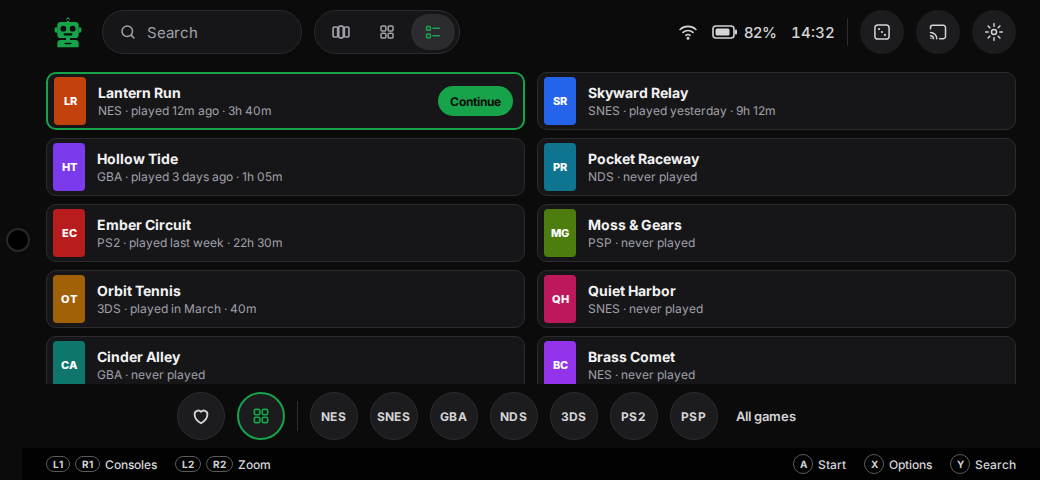 Search
82%
14:32
LR
Lantern Run
NES · played 12m ago · 3h 40m
Continue
SR
Skyward Relay
SNES · played yesterday · 9h 12m
HT
Hollow Tide
GBA · played 3 days ago · 1h 05m
PR
Pocket Raceway
NDS · never played
EC
Ember Circuit
PS2 · played last week · 22h 30m
MG
Moss & Gears
PSP · never played
OT
Orbit Tennis
3DS · played in March · 40m
QH
Quiet Harbor
SNES · never played
CA
Cinder Alley
GBA · never played
BC
Brass Comet
NES · never played
NES SNES GBA NDS 3DS PS2 PSP All games
L1 R1 Consoles L2 R2 Zoom
A Start X Options Y Search